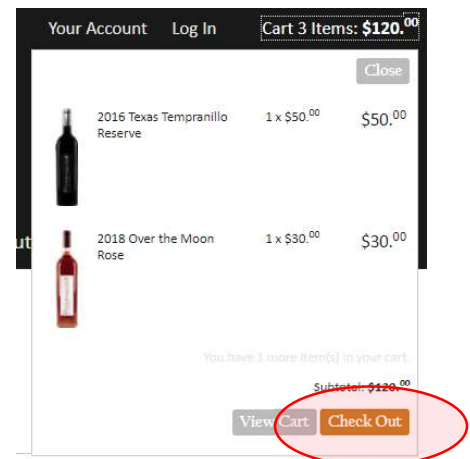 Your Account Log In Cart 3 Items: $120.00
Close
2016 Texas Tempranillo 1 x $50.00 $50.00
Reserve
2018 Over the Moon 1 x $30.00 $30.00
Rose
ut
You have 1 more item(s) in your cart.
Subtotal: $120.00
View Cart Check Out